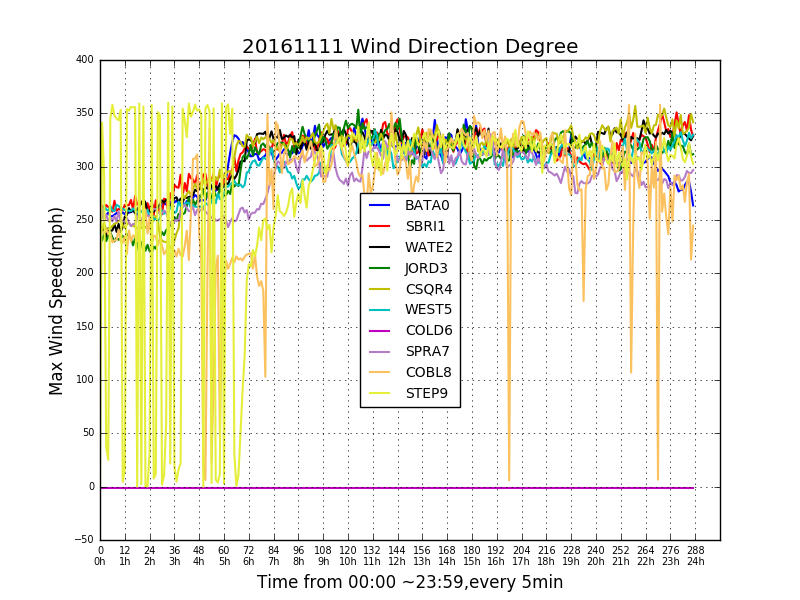 20161111 Wind Direction Degree
Max Wind Speed(mph)
400
350
300
250
200
150
100
50
0
−50
BATA0
SBRI1
WATE2
JORD3
CSQR4
WEST5
COLD6
SPRA7
COBL8
STEP9
0 12 24 36 48 60 72 84 96 108 120 132 144 156 168 180 192 204 216 228 240 252 264 276 288
0h 1h 2h 3h 4h 5h 6h 7h 8h 9h 10h 11h 12h 13h 14h 15h 16h 17h 18h 19h 20h 21h 22h 23h 24h
Time from 00:00 ~23:59,every 5min